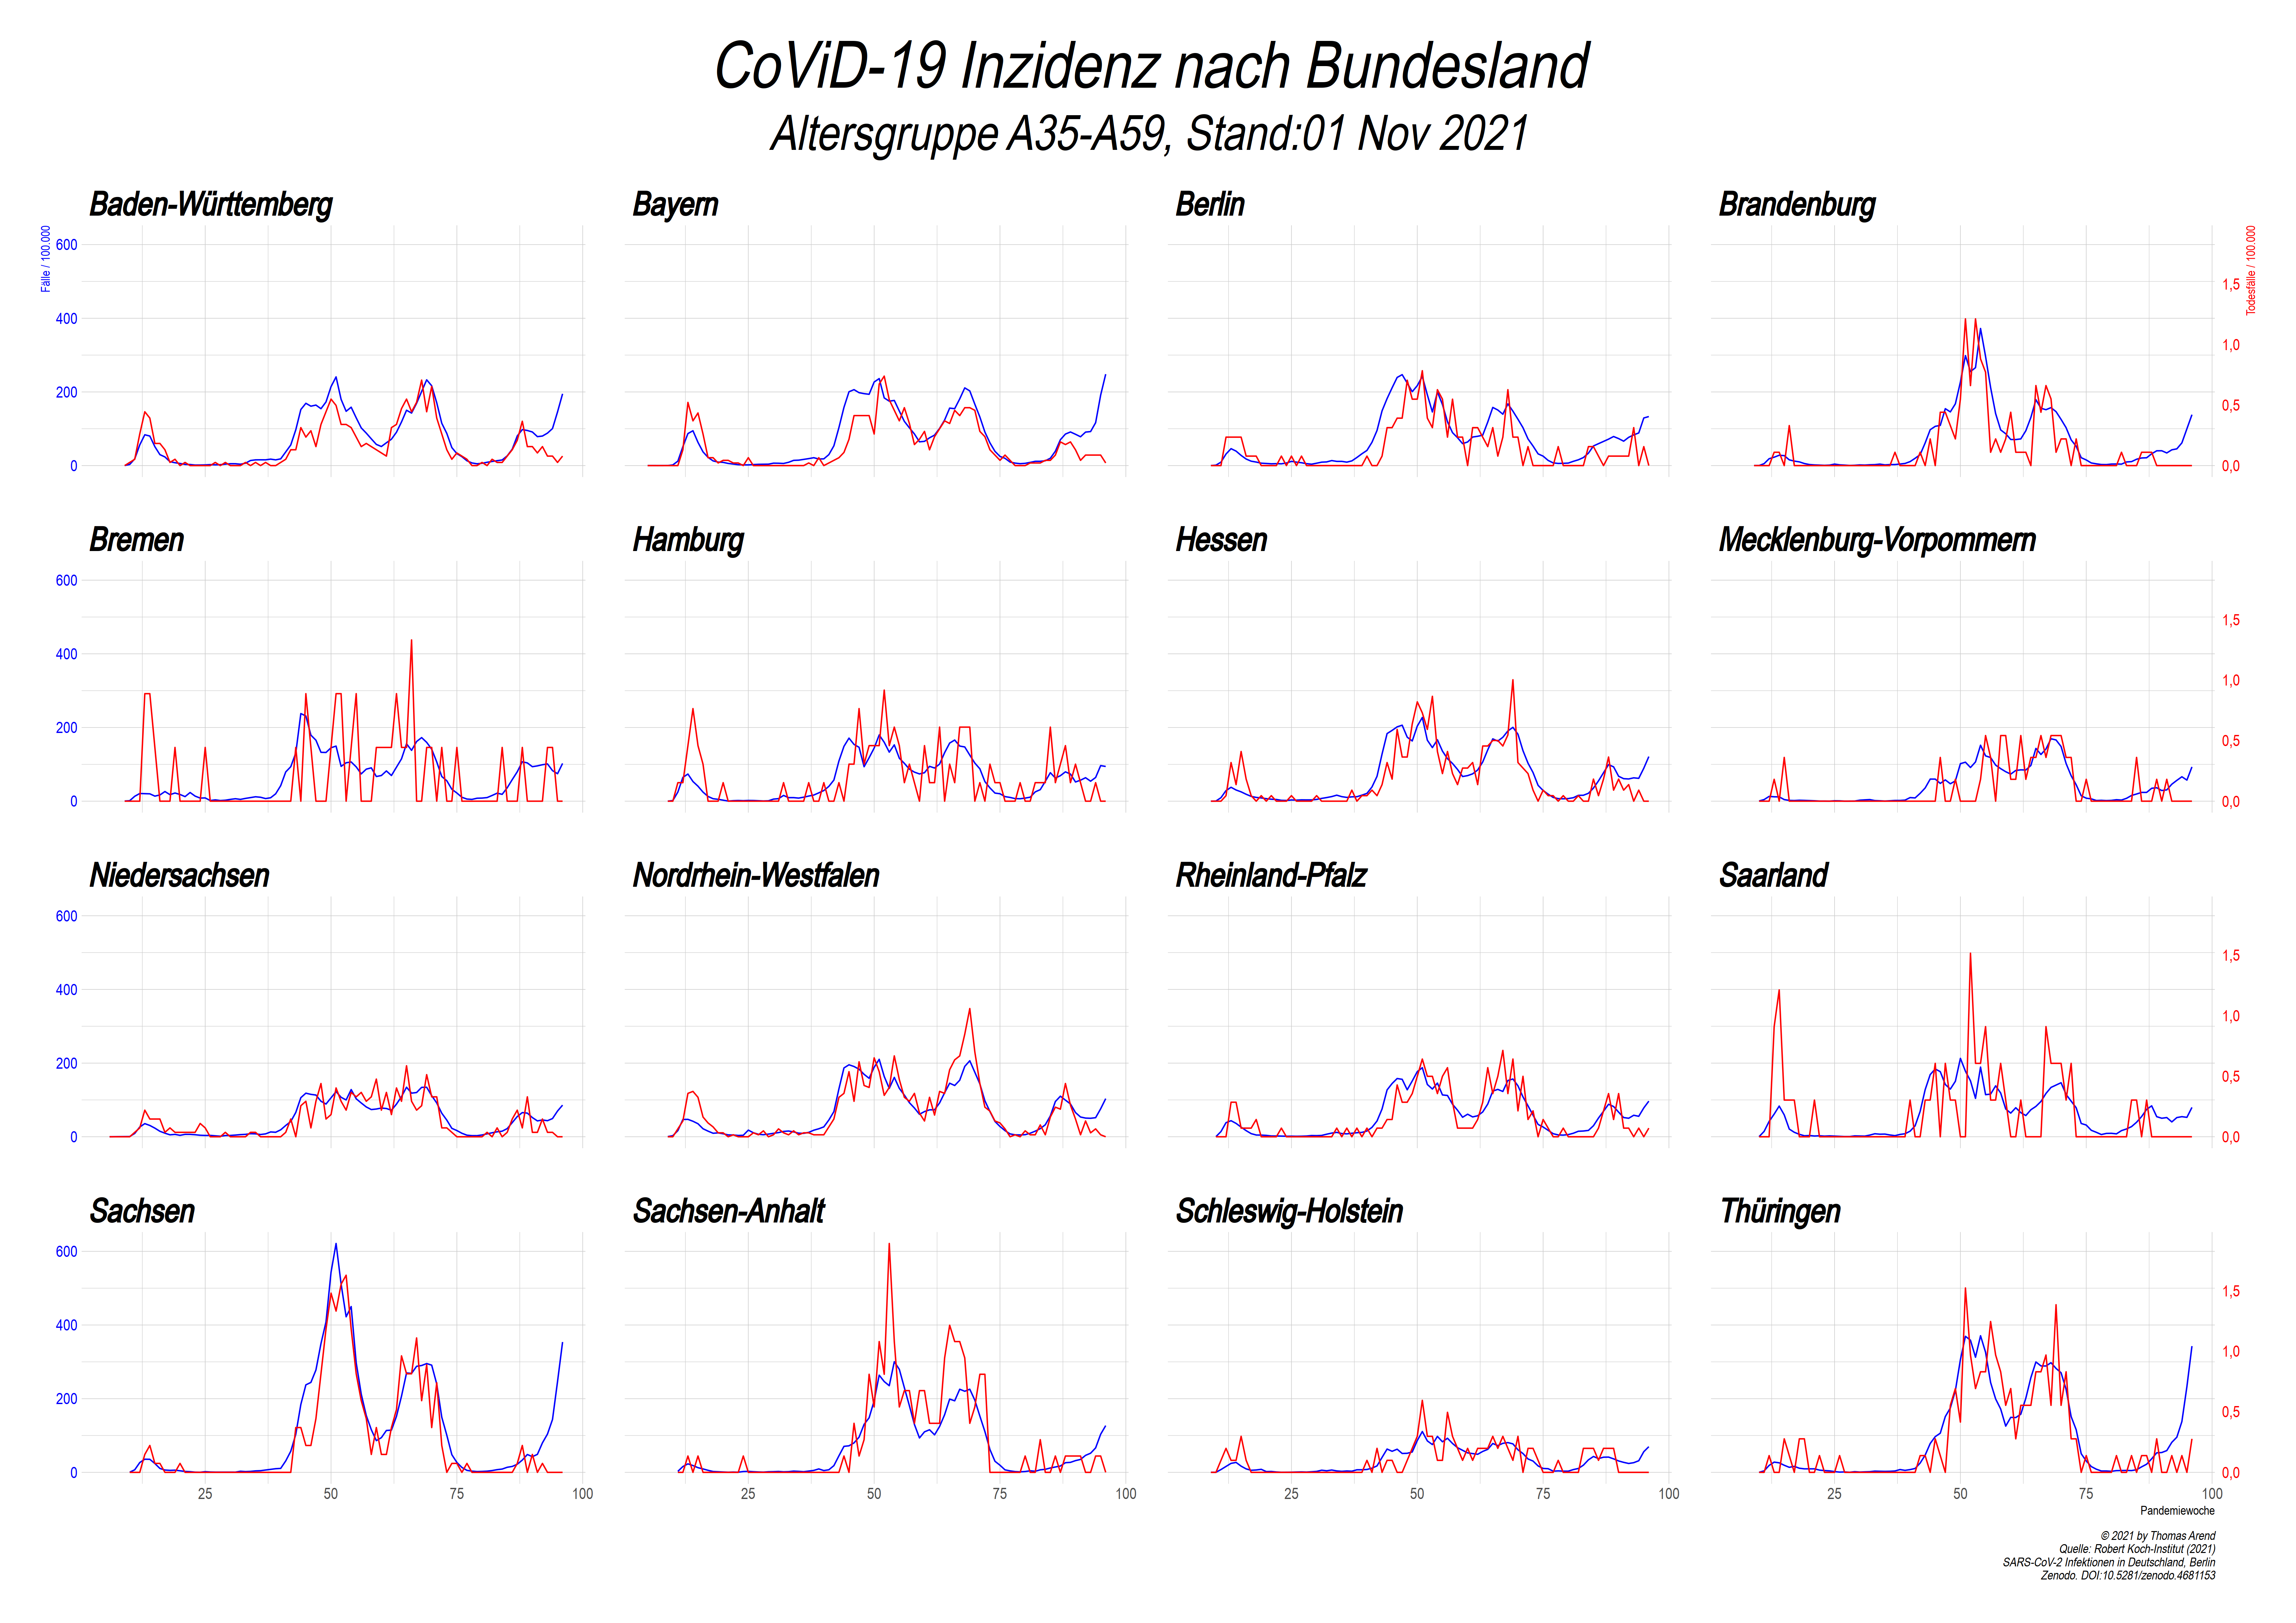 CoViD-19 Inzidenz nach Bundesland
Altersgruppe A35-A59, Stand:01 Nov 2021
Baden-Württemberg
Bayern
Berlin
Brandenburg
Fälle / 100.000
600
400
200
0
Todesfälle / 100.000
1,5
1,0
0,5
0,0
Bremen
Hamburg
Hessen
Mecklenburg-Vorpommern
600
400
200
0
1,5
1,0
0,5
0,0
Niedersachsen
Nordrhein-Westfalen
Rheinland-Pfalz
Saarland
600
400
200
0
1,5
1,0
0,5
0,0
Sachsen
Sachsen-Anhalt
Schleswig-Holstein
Thüringen
600
400
200
0
1,5
1,0
0,5
0,0
25 50 75 100
25 50 75 100
25 50 75 100
25 50 75 100
Pandemiewoche
© 2021 by Thomas Arend
Quelle: Robert Koch-Institut (2021)
SARS-CoV-2 Infektionen in Deutschland, Berlin
Zenodo. DOI:10.5281/zenodo.4681153